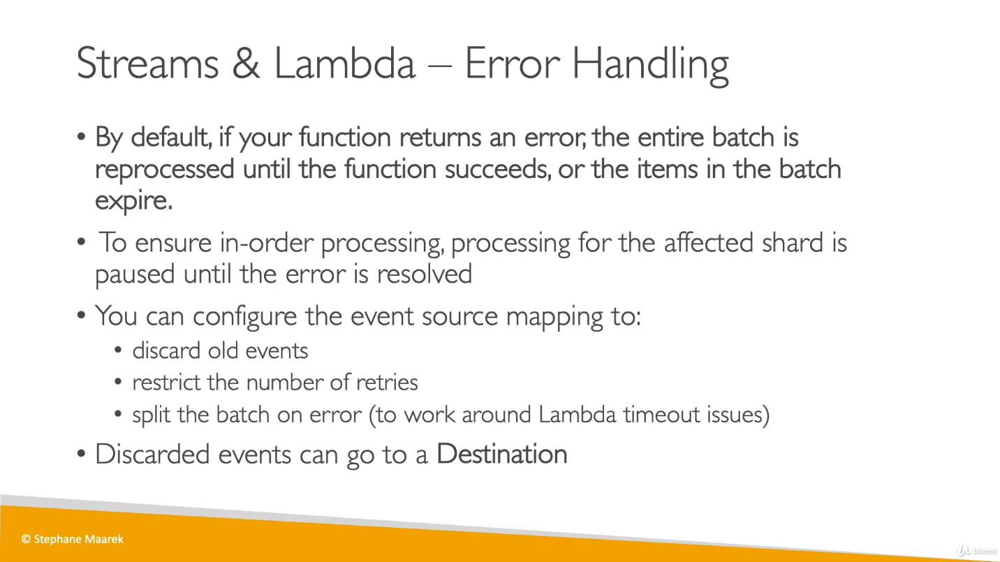 Streams & Lambda – Error Handling
• By default, if your function returns an error, the entire batch is
reprocessed until the function succeeds, or the items in the batch
expire.
• To ensure in-order processing, processing for the affected shard is
paused until the error is resolved
• You can configure the event source mapping to:
• discard old events
• restrict the number of retries
• split the batch on error (to work around Lambda timeout issues)
• Discarded events can go to a Destination
© Stephane Maarek
Udemy